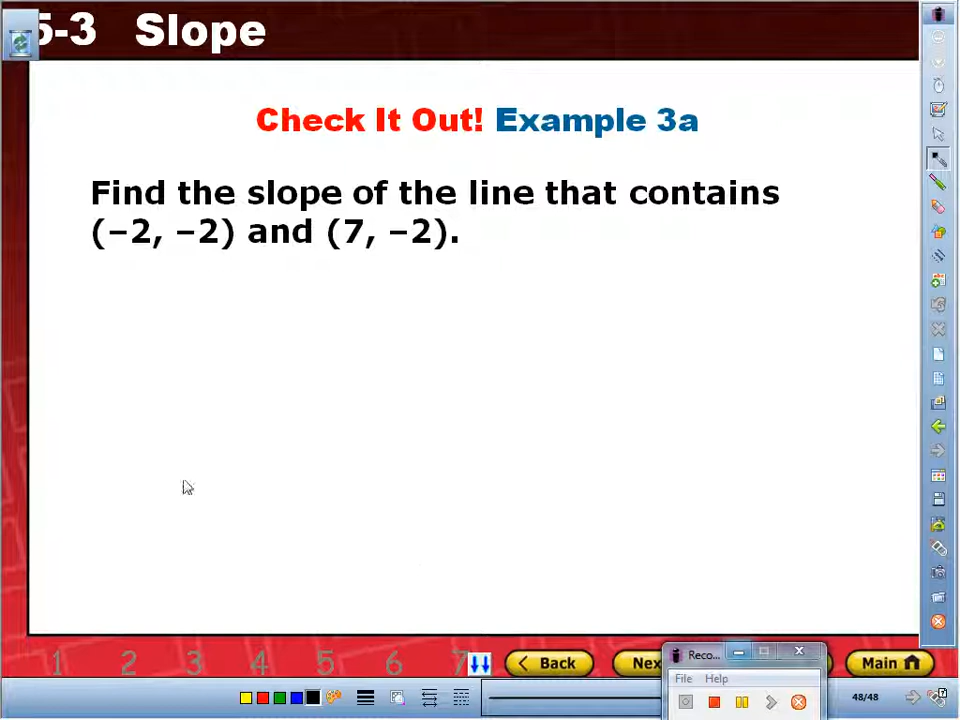 5-3 Slope
Check It Out! Example 3a
Find the slope of the line that contains
(–2, –2) and (7, –2).
1 2 3 4 5 6 7
Back
Nex
Main
Reco...
File Help
48/48